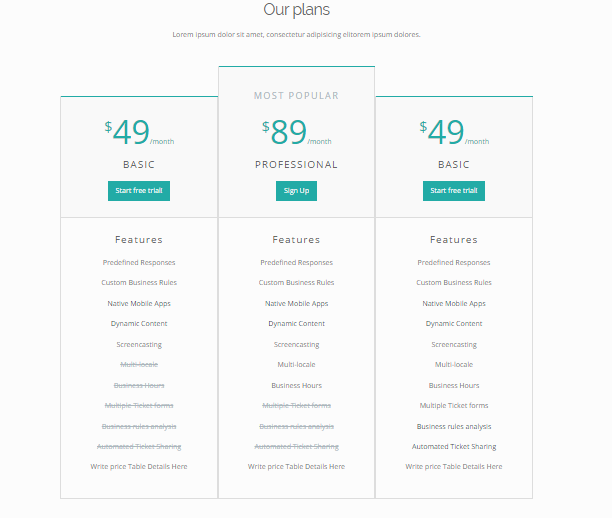 Our plans
Lorem ipsum dolor sit amet, consectetur adipisicing elitorem ipsum dolores.
$49/month
BASIC
Start free trial!
Features
Predefined Responses
Custom Business Rules
Native Mobile Apps
Dynamic Content
Screencasting
Multi-locale
Business Hours
Multiple Ticket forms
Business rules analysis
Automated Ticket Sharing
Write price Table Details Here
MOST POPULAR
$89/month
PROFESSIONAL
Sign Up
Features
Predefined Responses
Custom Business Rules
Native Mobile Apps
Dynamic Content
Screencasting
Multi-locale
Business Hours
Multiple Ticket forms
Business rules analysis
Automated Ticket Sharing
Write price Table Details Here
$49/month
BASIC
Start free trial!
Features
Predefined Responses
Custom Business Rules
Native Mobile Apps
Dynamic Content
Screencasting
Multi-locale
Business Hours
Multiple Ticket forms
Business rules analysis
Automated Ticket Sharing
Write price Table Details Here